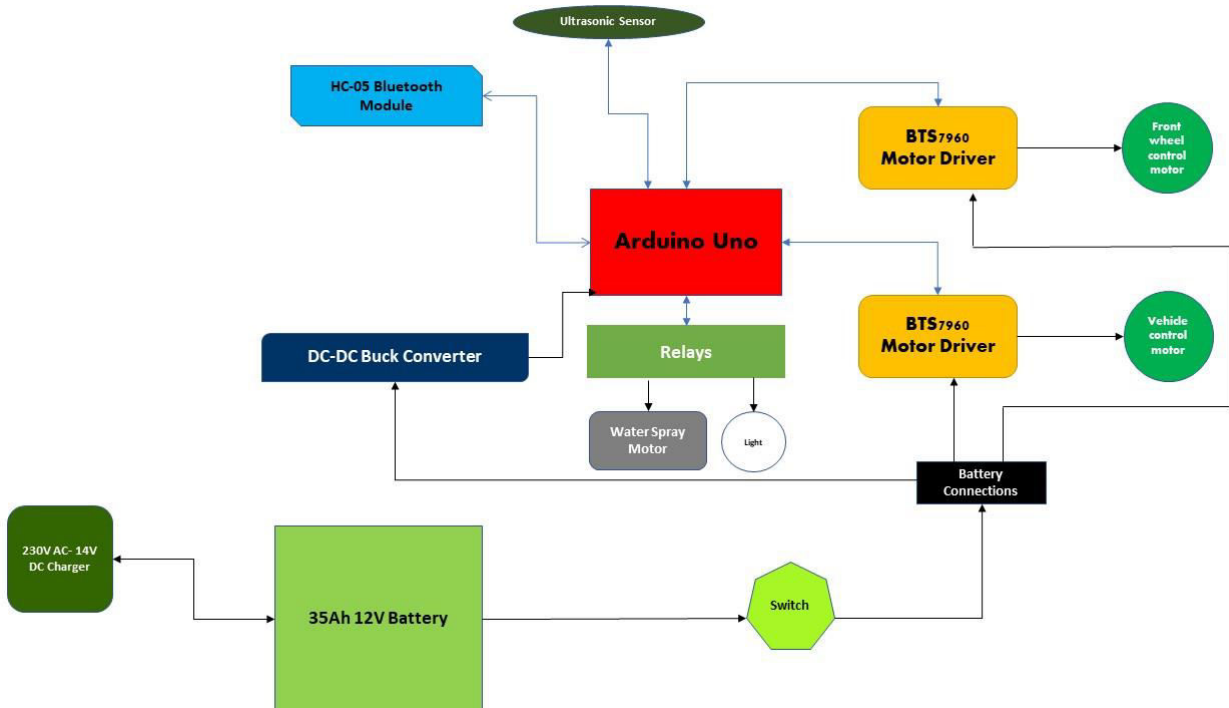 Ultrasonic Sensor
HC-05 Bluetooth
Module
BTS7960
Motor Driver
Front
wheel
control
motor
Arduino Uno
BTS7960
Motor Driver
Vehicle
control
motor
DC-DC Buck Converter
Relays
Water Spray
Motor
Light
Battery
Connections
230V AC- 14V
DC Charger
35Ah 12V Battery
Switch